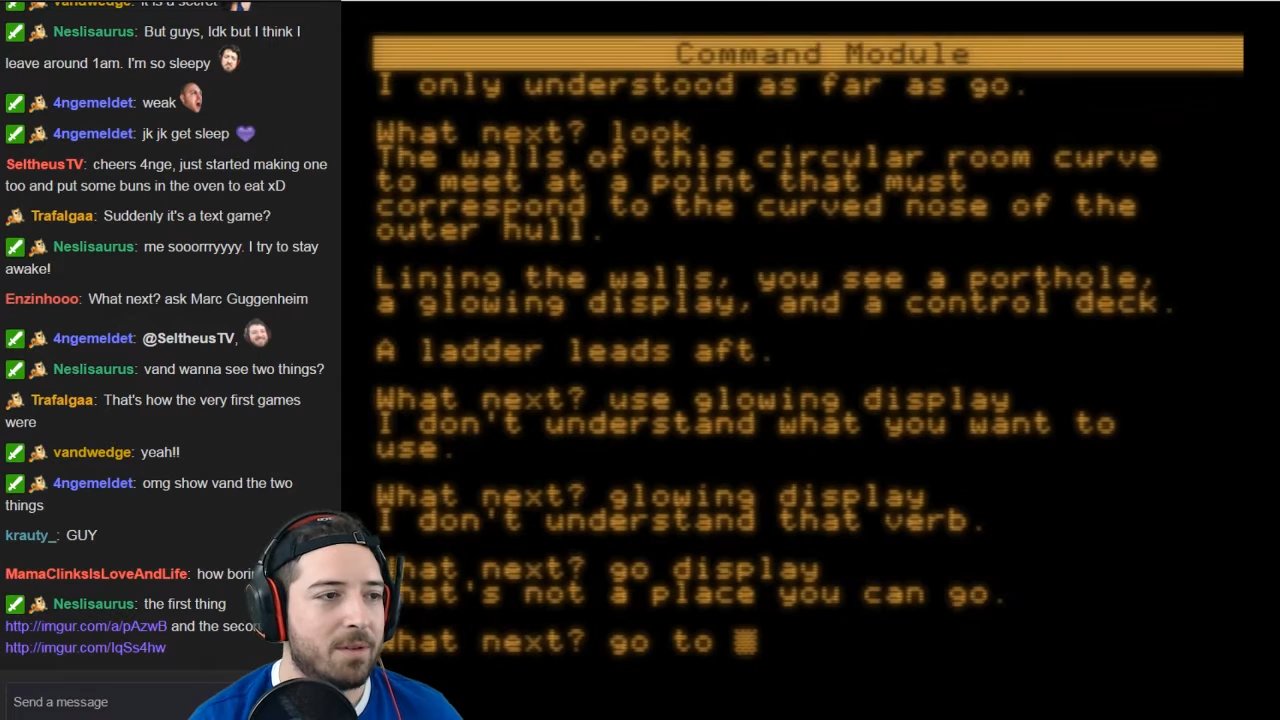 vandwedge: it is a secret
Neslisaurus: But guys, Idk but I think I
leave around 1am. I'm so sleepy
4ngemeldet: weak
4ngemeldet: jk jk get sleep
SeltheusTV: cheers 4nge, just started making one
too and put some buns in the oven to eat xD
Trafalgaa: Suddenly it's a text game?
Neslisaurus: me sooorrryyyy. I try to stay
awake!
Enzinhooo: What next? ask Marc Guggenheim
4ngemeldet: @SeltheusTV,
Neslisaurus: vand wanna see two things?
Trafalgaa: That's how the very first games
were
vandwedge: yeah!!
4ngemeldet: omg show vand the two
things
krauty_: GUY
MamaClinksIsLoveAndLife: how
Neslisaurus: the first thing
http://imgur.com/a/pAzwB and the
http://imgur.com/IqSs4hw
Send a message
Command Module
I only understood as far as go.
What next? look
The walls of this circular room curve
to meet at a point that must
correspond to the curved nose of the
outer hull.
Lining the walls, you see a porthole,
a glowing display, and a control deck.
A ladder leads aft.
What next? use glowing display
I don't understand what you want to
use.
What next? glowing display
I don't understand that verb.
hat next? go display
hat's not a place you can go.
hat next? go to